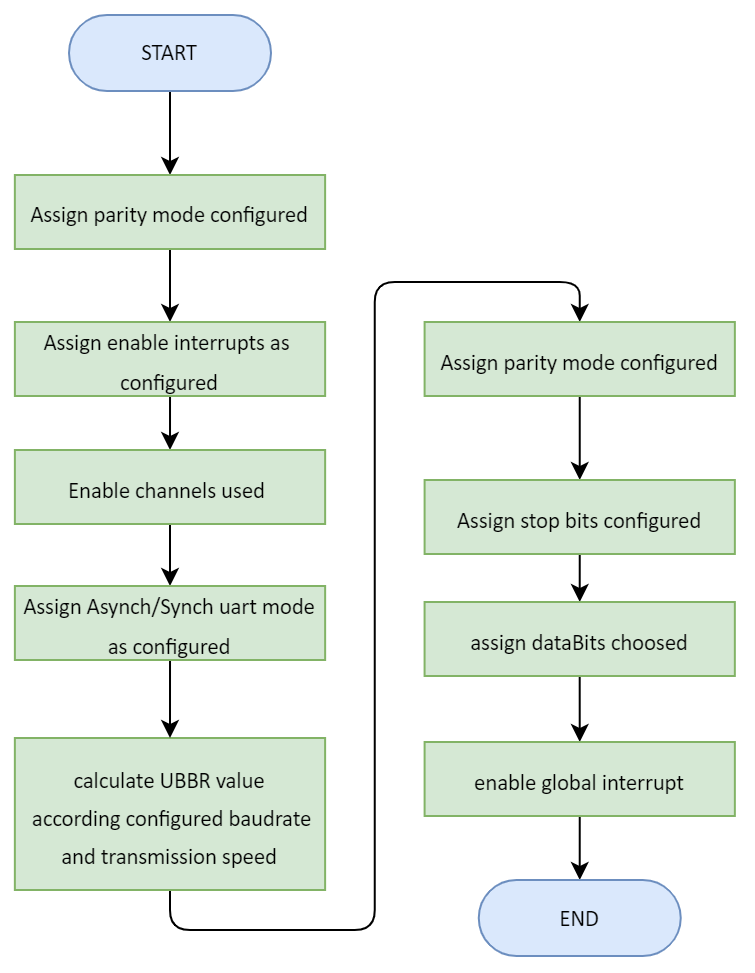 START
Assign parity mode configured
Assign enable interrupts as
configured
Enable channels used
Assign Asynch/Synch uart mode
as configured
calculate UBBR value
according configured baudrate
and transmission speed
Assign parity mode configured
Assign stop bits configured
assign dataBits choosed
enable global interrupt
END